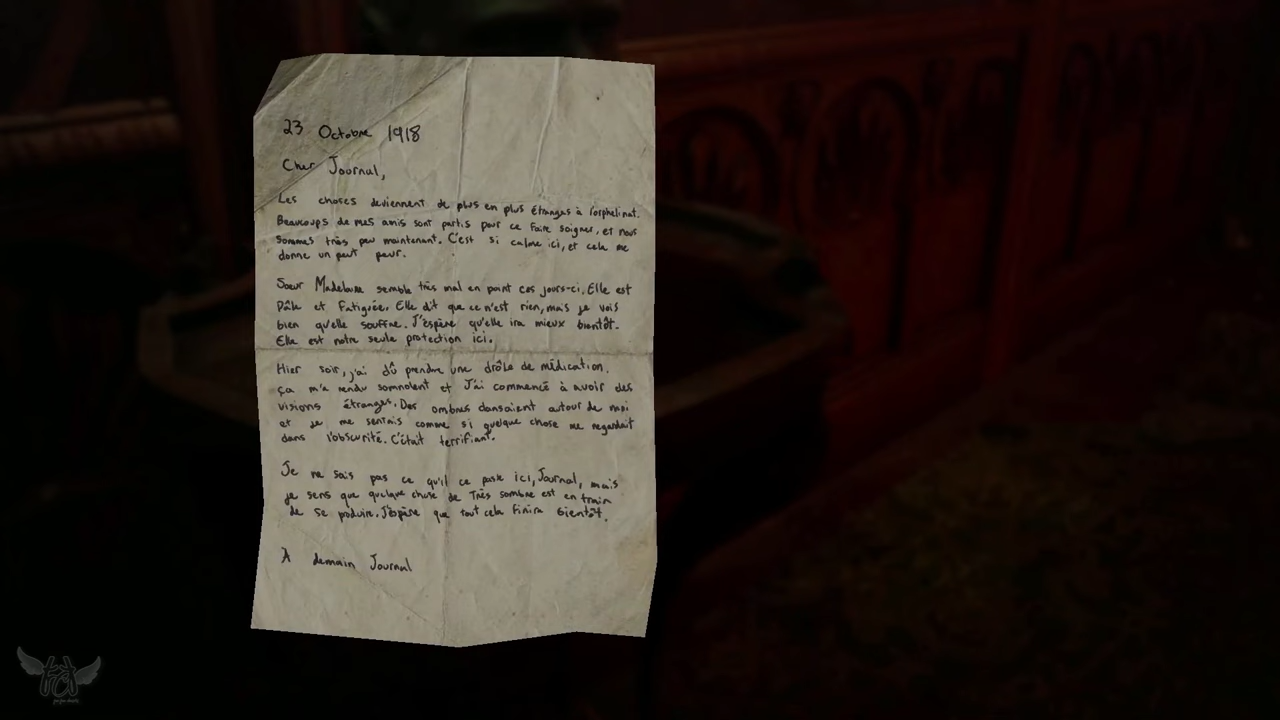 23 Octobre 1918
Cher Journal,
Les choses deviennent de plus en plus étranges à l'orphelinat.
Beaucoups de mes amis sont partis pour ce faire soigner, et nous
sommes très peu maintenant. C'est si calme ici, et cela me
donne un peut peur.
Soeur Madeleine semble très mal en point ces jours-ci. Elle est
Pâle et Fatiguée. Elle dit que ce n'est rien, mais je vois
bien qu'elle souffre. J'espère qu'elle ira mieux bientôt.
Elle est notre seule protection ici.
Hier soir, j'ai dû prendre une drôle de médication.
ça m'a rendu somnolent et J'ai commencé à avoir des
visions étranges. Des ombres dansaient autour de moi
et je me sentais comme si quelque chose me regardait
dans l'obscurité. C'était terrifiant.
Je ne sais pas ce qu'il ce passe ici, Journal, mais
je sens que quelque chose de Très sombre est en train
de se produire. J'espère que tout cela finira bientôt.
À demain Journal